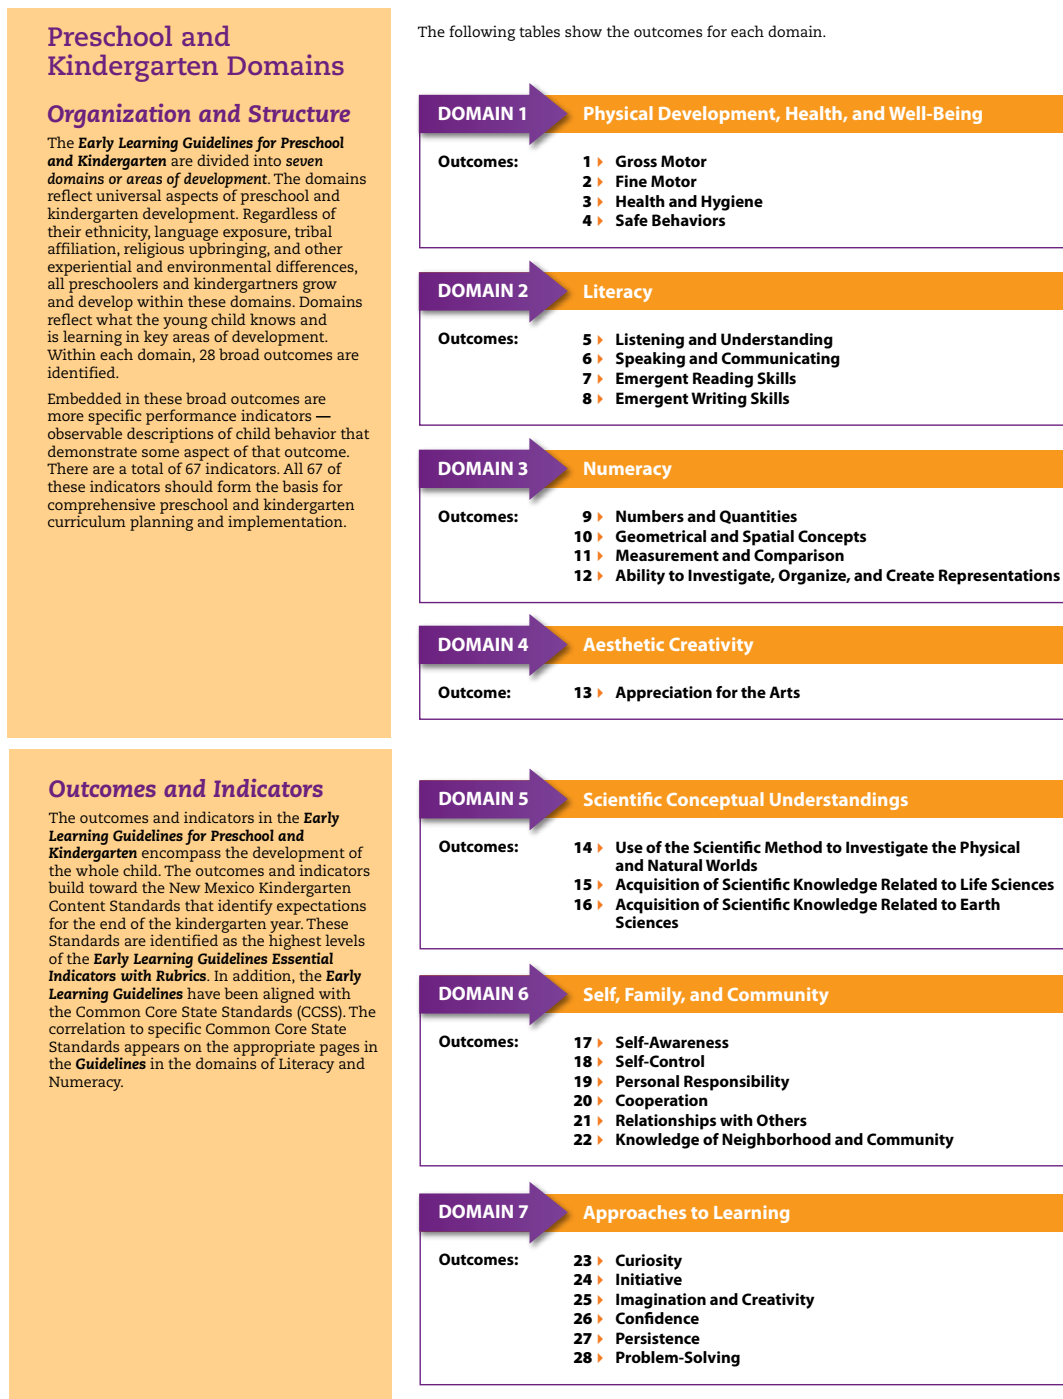 Preschool and
Kindergarten Domains
Organization and Structure
The Early Learning Guidelines for Preschool
and Kindergarten are divided into seven
domains or areas of development. The domains
reflect universal aspects of preschool and
kindergarten development. Regardless of
their ethnicity, language exposure, tribal
affiliation, religious upbringing, and other
experiential and environmental differences,
all preschoolers and kindergartners grow
and develop within these domains. Domains
reflect what the young child knows and
is learning in key areas of development.
Within each domain, 28 broad outcomes are
identified.
Embedded in these broad outcomes are
more specific performance indicators —
observable descriptions of child behavior that
demonstrate some aspect of that outcome.
There are a total of 67 indicators. All 67 of
these indicators should form the basis for
comprehensive preschool and kindergarten
curriculum planning and implementation.
The following tables show the outcomes for each domain.
DOMAIN 1 Physical Development, Health, and Well-Being
Outcomes: 1 Gross Motor
2 Fine Motor
3 Health and Hygiene
4 Safe Behaviors
DOMAIN 2 Literacy
Outcomes: 5 Listening and Understanding
6 Speaking and Communicating
7 Emergent Reading Skills
8 Emergent Writing Skills
DOMAIN 3 Numeracy
Outcomes: 9 Numbers and Quantities
10 Geometrical and Spatial Concepts
11 Measurement and Comparison
12 Ability to Investigate, Organize, and Create Representations
DOMAIN 4 Aesthetic Creativity
Outcome: 13 Appreciation for the Arts
Outcomes and Indicators
The outcomes and indicators in the Early
Learning Guidelines for Preschool and
Kindergarten encompass the development of
the whole child. The outcomes and indicators
build toward the New Mexico Kindergarten
Content Standards that identify expectations
for the end of the kindergarten year. These
Standards are identified as the highest levels
of the Early Learning Guidelines Essential
Indicators with Rubrics. In addition, the Early
Learning Guidelines have been aligned with
the Common Core State Standards (CCSS). The
correlation to specific Common Core State
Standards appears on the appropriate pages in
the Guidelines in the domains of Literacy and
Numeracy.
DOMAIN 5 Scientific Conceptual Understandings
Outcomes: 14 Use of the Scientific Method to Investigate the Physical
and Natural Worlds
15 Acquisition of Scientific Knowledge Related to Life Sciences
16 Acquisition of Scientific Knowledge Related to Earth
Sciences
DOMAIN 6 Self, Family, and Community
Outcomes: 17 Self-Awareness
18 Self-Control
19 Personal Responsibility
20 Cooperation
21 Relationships with Others
22 Knowledge of Neighborhood and Community
DOMAIN 7 Approaches to Learning
Outcomes: 23 Curiosity
24 Initiative
25 Imagination and Creativity
26 Confidence
27 Persistence
28 Problem-Solving